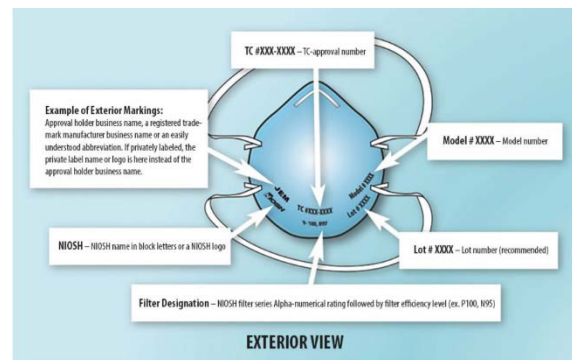 TC #XXX-XXXX – TC-approval number
Example of Exterior Markings:
Approval holder business name, a registered trade-
mark manufacturer business name or an easily
understood abbreviation. If privately labeled, the
private label name or logo is here instead of the
approval holder business name.
Model # XXXX – Model number
JEM
NIOSH
TC #XXX-XXXX
Model # XXXX
Lot # XXXX
NIOSH – NIOSH name in block letters or a NIOSH logo
Lot # XXXX – Lot number (recommended)
Filter Designation – NIOSH filter series Alpha-numerical rating followed by filter efficiency level (ex. P100, N95)
EXTERIOR VIEW